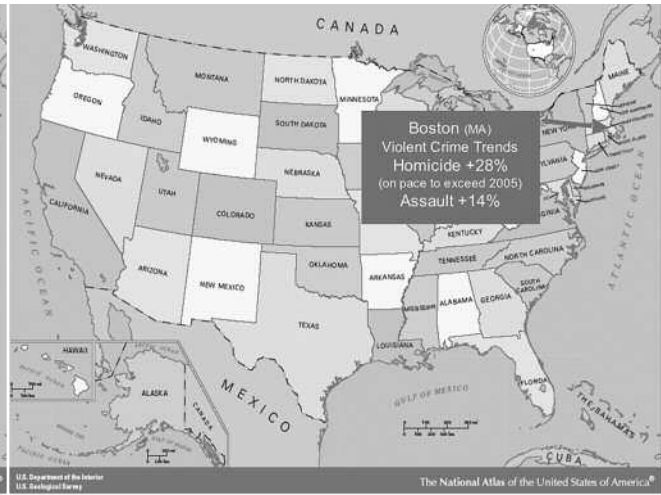 CANADA
WASHINGTON
MONTANA
NORTH DAKOTA
MINNESOTA
MAINE
OREGON
IDAHO
SOUTH DAKOTA
WYOMING
NEW YORK
Boston (MA)
Violent Crime Trends
Homicide +28%
(on pace to exceed 2005)
Assault +14%
NEBRASKA
NEVADA
UTAH
COLORADO
CALIFORNIA
KANSAS
KENTUCKY
TENNESSEE
NORTH CAROLINA
SOUTH CAROLINA
OKLAHOMA
ARKANSAS
ARIZONA
NEW MEXICO
TEXAS
ALABAMA
GEORGIA
LOUISIANA
FLORIDA
PACIFIC OCEAN
ATLANTIC OCEAN
HAWAII
ALASKA
CANADA
MEXICO
GULF OF MEXICO
THE BAHAMAS
CUBA
U.S. Department of the Interior
U.S. Geological Survey
The National Atlas of the United States of America®